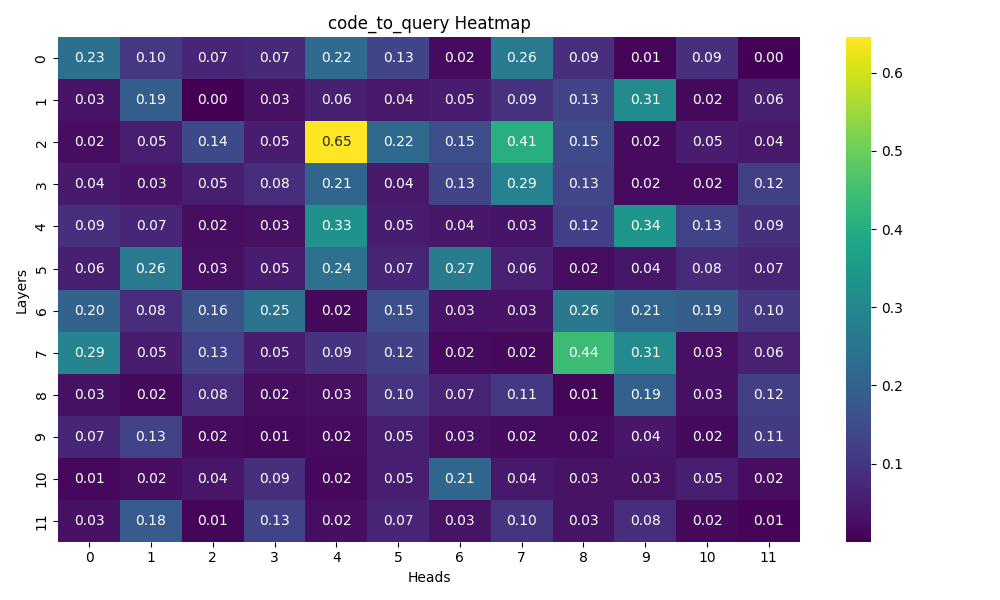 code_to_query Heatmap
0 0.23 0.10 0.07 0.07 0.22 0.13 0.02 0.26 0.09 0.01 0.09 0.00
1 0.03 0.19 0.00 0.03 0.06 0.04 0.05 0.09 0.13 0.31 0.02 0.06
2 0.02 0.05 0.14 0.05 0.65 0.22 0.15 0.41 0.15 0.02 0.05 0.04
3 0.04 0.03 0.05 0.08 0.21 0.04 0.13 0.29 0.13 0.02 0.02 0.12
4 0.09 0.07 0.02 0.03 0.33 0.05 0.04 0.03 0.12 0.34 0.13 0.09
5 0.06 0.26 0.03 0.05 0.24 0.07 0.27 0.06 0.02 0.04 0.08 0.07
6 0.20 0.08 0.16 0.25 0.02 0.15 0.03 0.03 0.26 0.21 0.19 0.10
7 0.29 0.05 0.13 0.05 0.09 0.12 0.02 0.02 0.44 0.31 0.03 0.06
8 0.03 0.02 0.08 0.02 0.03 0.10 0.07 0.11 0.01 0.19 0.03 0.12
9 0.07 0.13 0.02 0.01 0.02 0.05 0.03 0.02 0.02 0.04 0.02 0.11
10 0.01 0.02 0.04 0.09 0.02 0.05 0.21 0.04 0.03 0.03 0.05 0.02
11 0.03 0.18 0.01 0.13 0.02 0.07 0.03 0.10 0.03 0.08 0.02 0.01
0 1 2 3 4 5 6 7 8 9 10 11
Heads
Layers
0.6
0.5
0.4
0.3
0.2
0.1